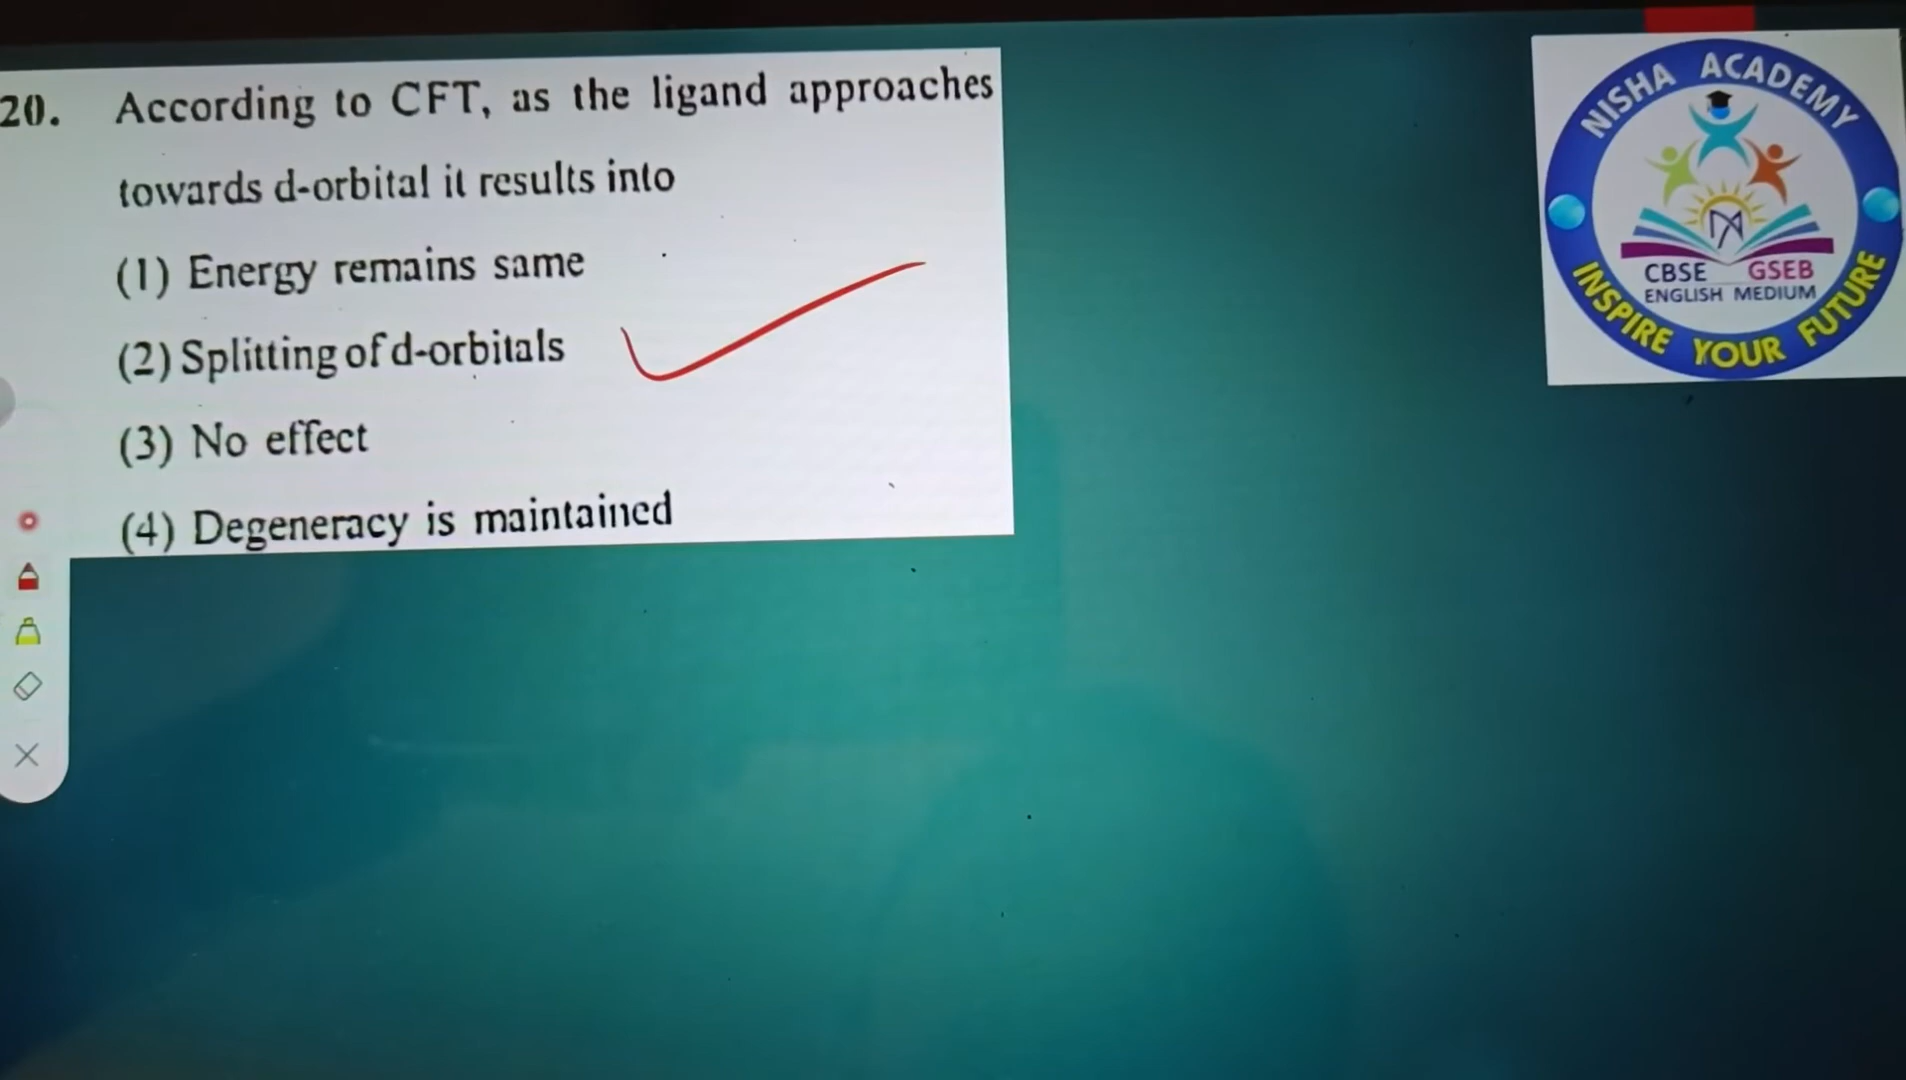 20. According to CFT, as the ligand approaches
towards d-orbital it results into
(1) Energy remains same
(2) Splitting of d-orbitals
(3) No effect
(4) Degeneracy is maintained
NISHA ACADEMY
CBSE GSEB
ENGLISH MEDIUM
INSPIRE YOUR FUTURE